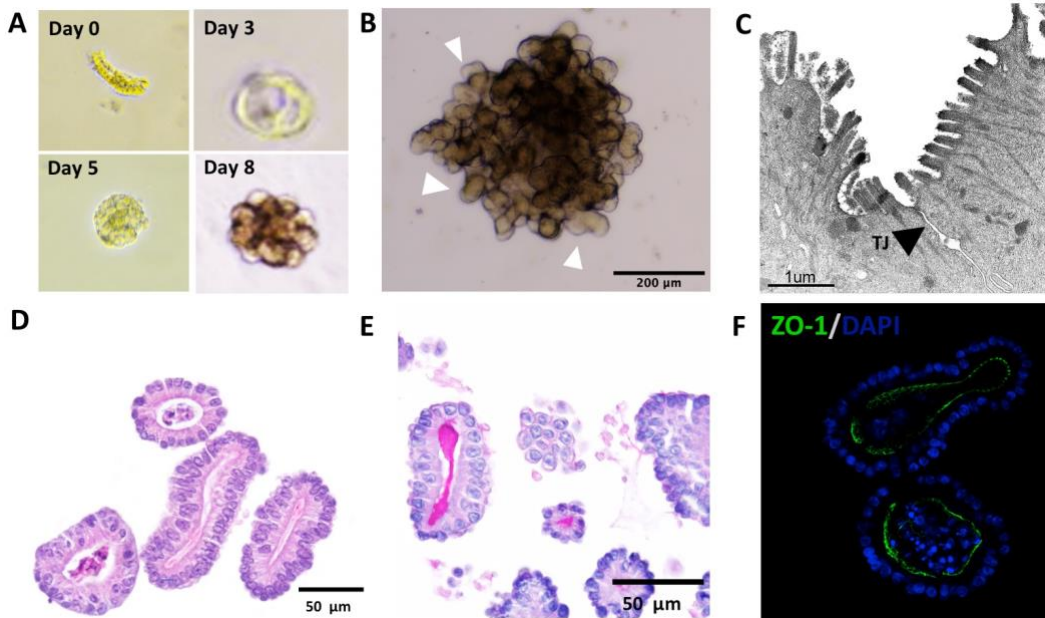 A
Day 0
Day 3
Day 5
Day 8
B
200 µm
C
TJ
1um
D
50 µm
E
50 µm
F
ZO-1/DAPI